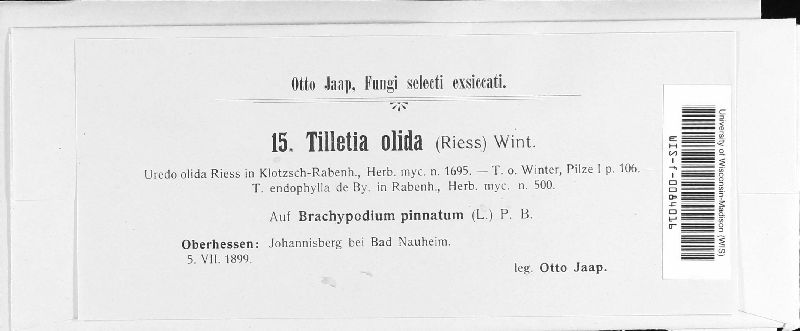 Otto Jaap, Fungi selecti exsiccati.
15. Tilletia olida (Riess) Wint.
Uredo olida Riess in Klotzsch-Rabenh., Herb. myc. n. 1695. — T. o. Winter, Pilze I p. 106.
T. endophylla de By. in Rabenh., Herb. myc. n. 500.
Auf Brachypodium pinnatum (L.) P. B.
Oberhessen: Johannisberg bei Bad Nauheim.
5. VII. 1899.
leg. Otto Jaap.
University of Wisconsin-Madison (WIS)
WIS-f-0064016